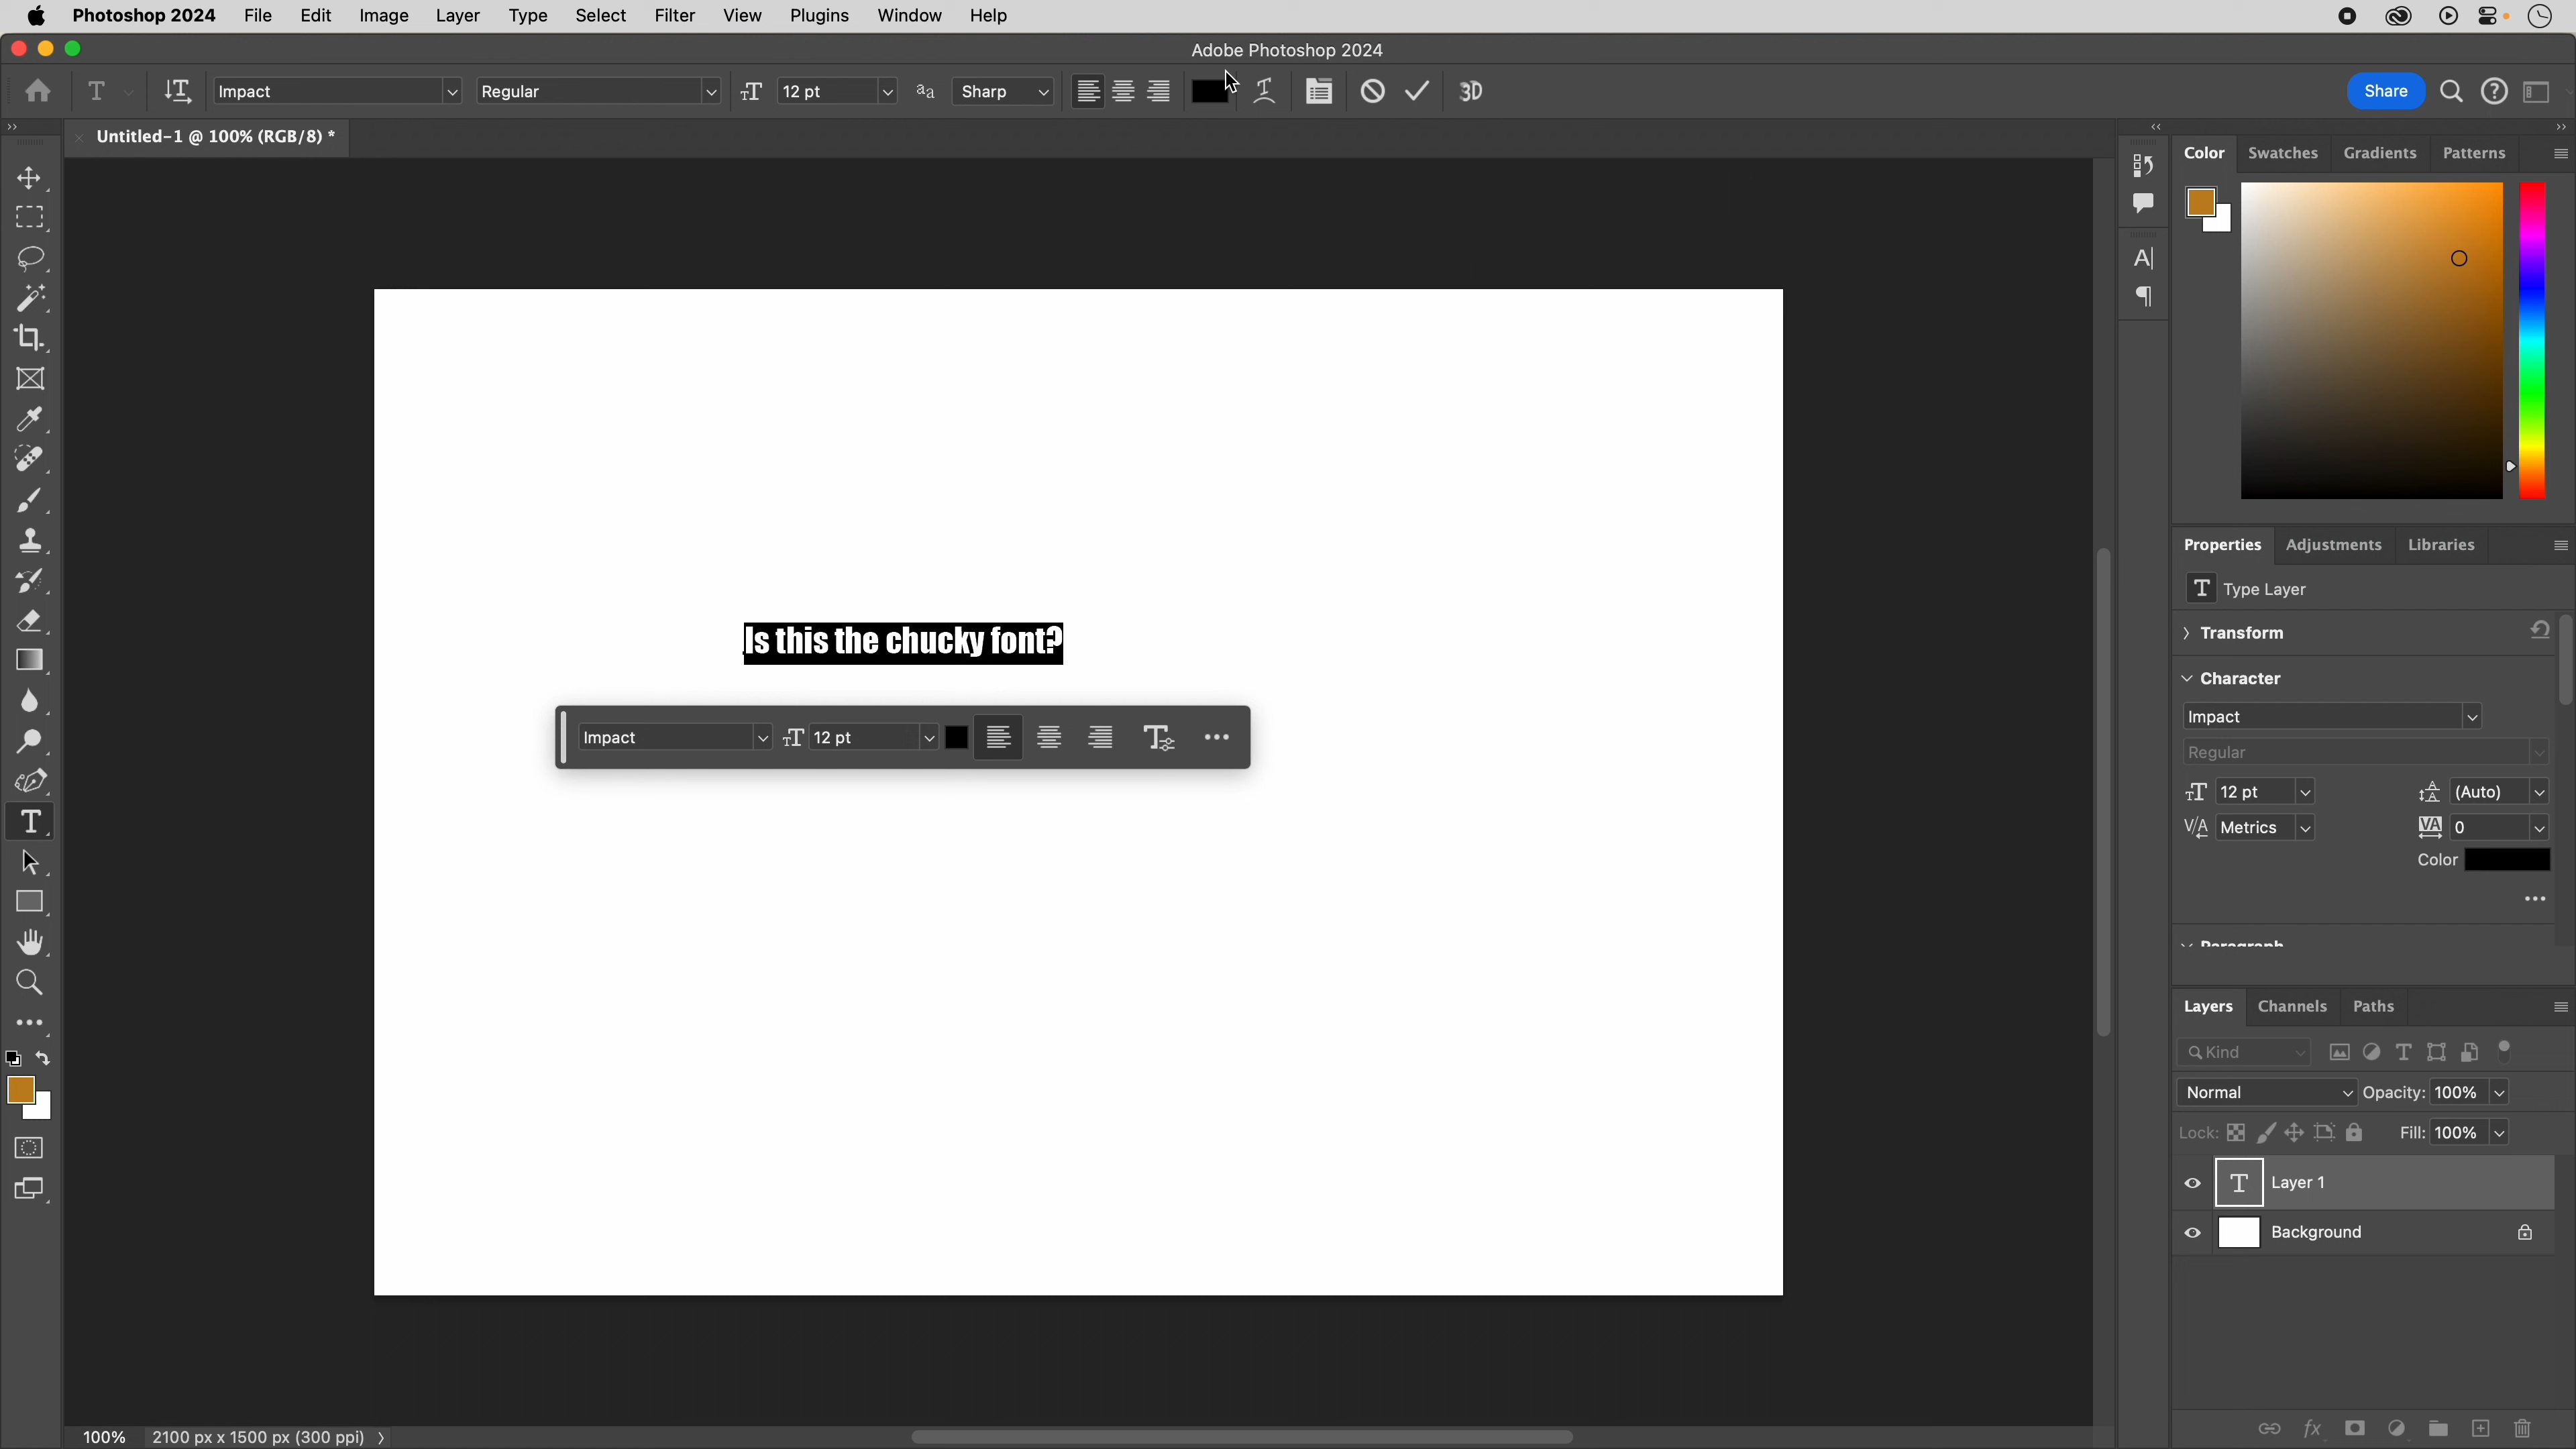 Photoshop 2024 File Edit Image Layer Type Select Filter View Plugins Window Help
Adobe Photoshop 2024
Impact Regular 12 pt Sharp 3D Share
Untitled-1 @ 100% (RGB/8) *
Color Swatches Gradients Patterns
Is this the chucky font?
Impact 12 pt
Properties Adjustments Libraries
Type Layer
Transform
Character
Impact
Regular
12 pt (Auto)
Metrics 0
Color
Paragraph
Layers Channels Paths
Kind
Normal Opacity: 100%
Lock: Fill: 100%
Layer 1
Background
100% 2100 px x 1500 px (300 ppi)